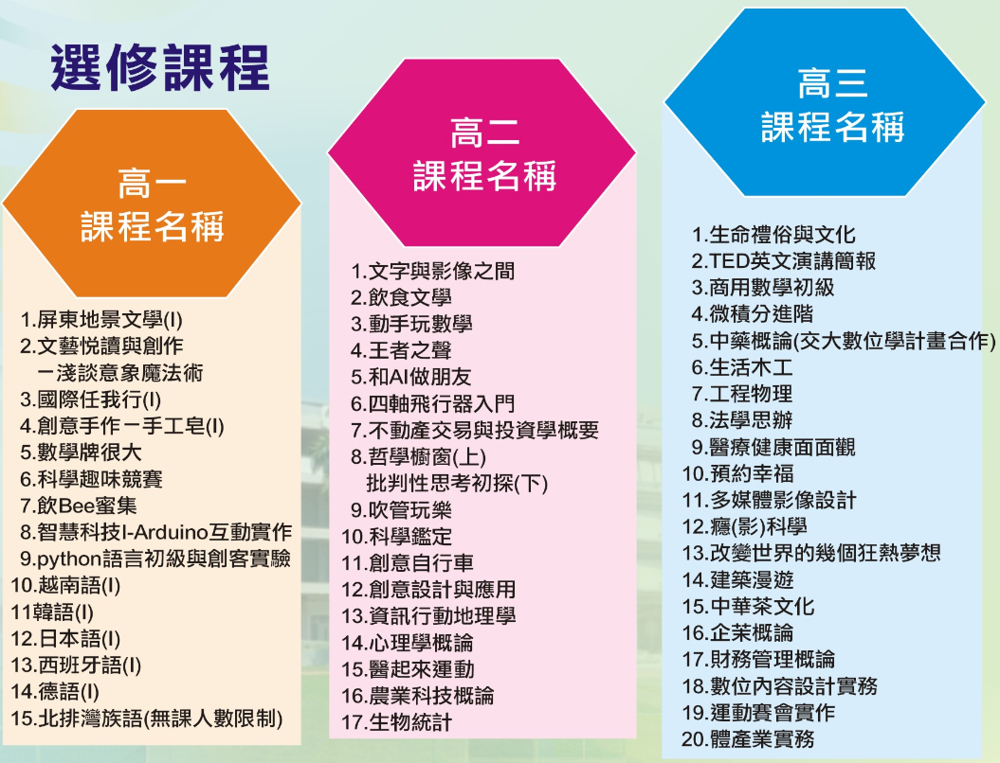 選修課程
高一
課程名稱
1.屏東地景文學(I)
2.文藝悦讀與創作
－淺談意象魔法術
3.國際任我行(I)
4.創意手作－手工皂(I)
5.數學牌很大
6.科學趣味競賽
7.飲Bee蜜集
8.智慧科技I-Arduino互動實作
9.python語言初級與創客實驗
10.越南語(I)
11韓語(I)
12.日本語(I)
13.西班牙語(I)
14.德語(I)
15.北排灣族語(無課人數限制)
高二
課程名稱
1.文字與影像之間
2.飲食文學
3.動手玩數學
4.王者之聲
5.和AI做朋友
6.四軸飛行器入門
7.不動產交易與投資學概要
8.哲學櫥窗(上)
批判性思考初探(下)
9.吹管玩樂
10.科學鑑定
11.創意自行車
12.創意設計與應用
13.資訊行動地理學
14.心理學概論
15.醫起來運動
16.農業科技概論
17.生物統計
高三
課程名稱
1.生命禮俗與文化
2.TED英文演講簡報
3.商用數學初級
4.微積分進階
5.中藥概論(交大數位學計畫合作)
6.生活木工
7.工程物理
8.法學思辦
9.醫療健康面面觀
10.預約幸福
11.多媒體影像設計
12.癮(影)科學
13.改變世界的幾個狂熱夢想
14.建築漫遊
15.中華茶文化
16.企業概論
17.財務管理概論
18.數位內容設計實務
19.運動賽會實作
20.體產業實務